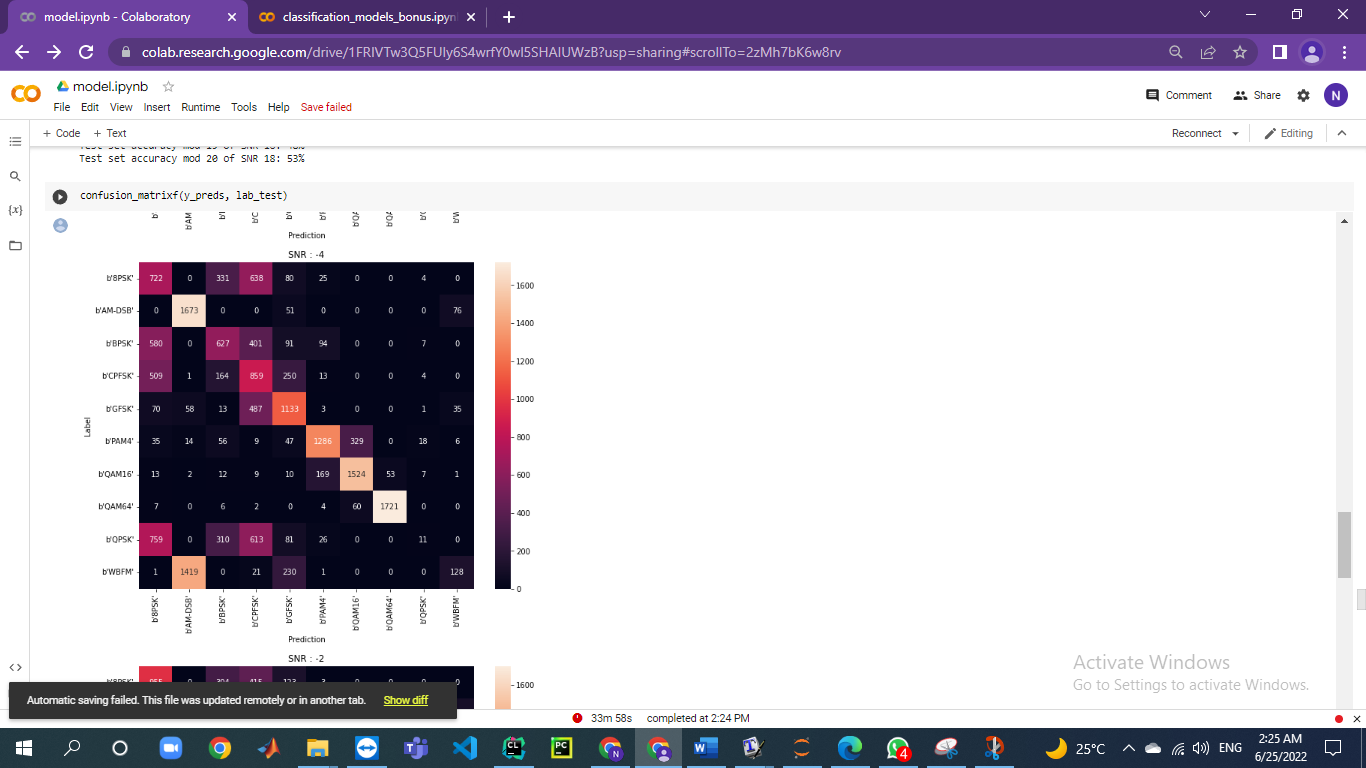 model.ipynb - Colaboratory
classification_models_bonus.ipyn
colab.research.google.com/drive/1FRIVTw3Q5FUIy6S4wrfY0wI5SHAIUWzB?usp=sharing#scrollTo=2zMh7bK6w8rv
model.ipynb
File Edit View Insert Runtime Tools Help Save failed
Comment Share N
+ Code + Text
Reconnect Editing
Test set accuracy mod 20 of SNR 18: 53%
confusion_matrixf(y_preds, lab_test)
Prediction
SNR : -4
b'8PSK' 722 0 331 638 80 25 0 0 4 0
b'AM-DSB' 0 1673 0 0 51 0 0 0 0 76
b'BPSK' 580 0 627 401 91 94 0 0 7 0
b'CPFSK' 509 1 164 859 250 13 0 0 4 0
b'GFSK' 70 58 13 487 1133 3 0 0 1 35
b'PAM4' 35 14 56 9 47 1286 329 0 18 6
b'QAM16' 13 2 12 9 10 169 1524 53 7 1
b'QAM64' 7 0 6 2 0 4 60 1721 0 0
b'QPSK' 759 0 310 613 81 26 0 0 11 0
b'WBFM' 1 1419 0 21 230 1 0 0 0 128
Label
1600
1400
1200
1000
800
600
400
200
0
b'8PSK' b'AM-DSB' b'BPSK' b'CPFSK' b'GFSK' b'PAM4' b'QAM16' b'QAM64' b'QPSK' b'WBFM'
Prediction
SNR : -2
1600
Activate Windows
Go to Settings to activate Windows.
Automatic saving failed. This file was updated remotely or in another tab. Show diff
33m 58s completed at 2:24 PM
25°C ENG
2:25 AM
6/25/2022